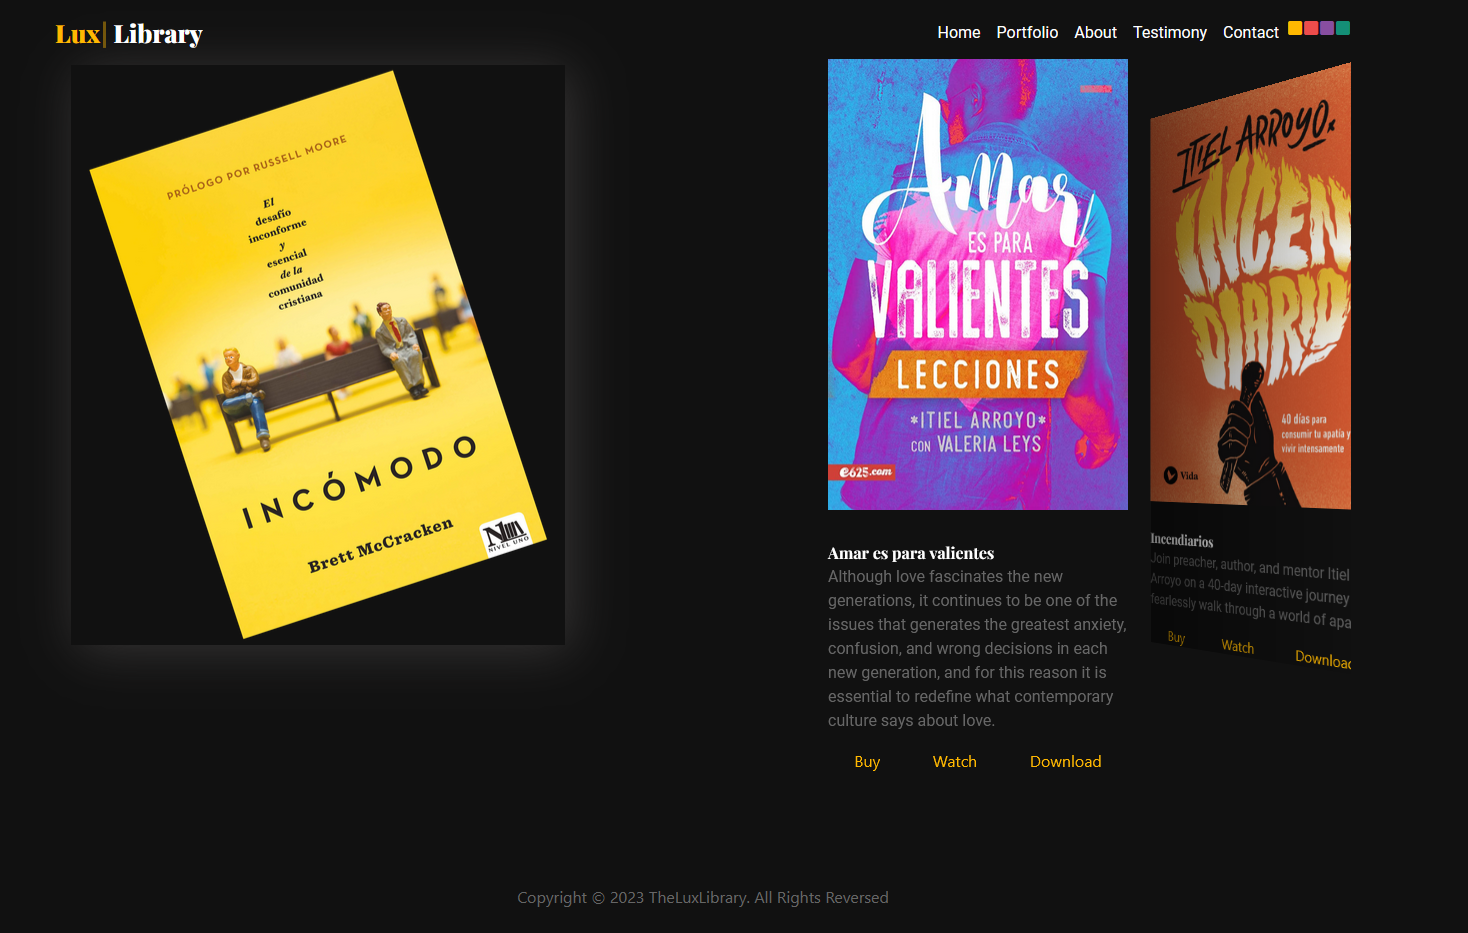 Lux| Library
Home Portfolio About Testimony Contact
PRÓLOGO POR RUSSELL MOORE
El
desafío
inconforme
y
esencial
de la
comunidad
cristiana
INCÓMODO
Brett McCracken
NIVEL UNO
Amar
ES PARA
VALIENTES
LECCIONES
*ITIEL ARROYO*
CON VALERIA LEYS
e625.com
Amar es para valientes
Although love fascinates the new
generations, it continues to be one of the
issues that generates the greatest anxiety,
confusion, and wrong decisions in each
new generation, and for this reason it is
essential to redefine what contemporary
culture says about love.
Buy Watch Download
ITIEL ARROYO
INCEN
DIARIO
40 días para
consumir tu apatía y
vivir intensamente
Vida
Incendiarios
Join preacher, author, and mentor Itiel
Arroyo on a 40-day interactive journey
fearlessly walk through a world of apa
Buy Watch Download
Copyright © 2023 TheLuxLibrary. All Rights Reversed